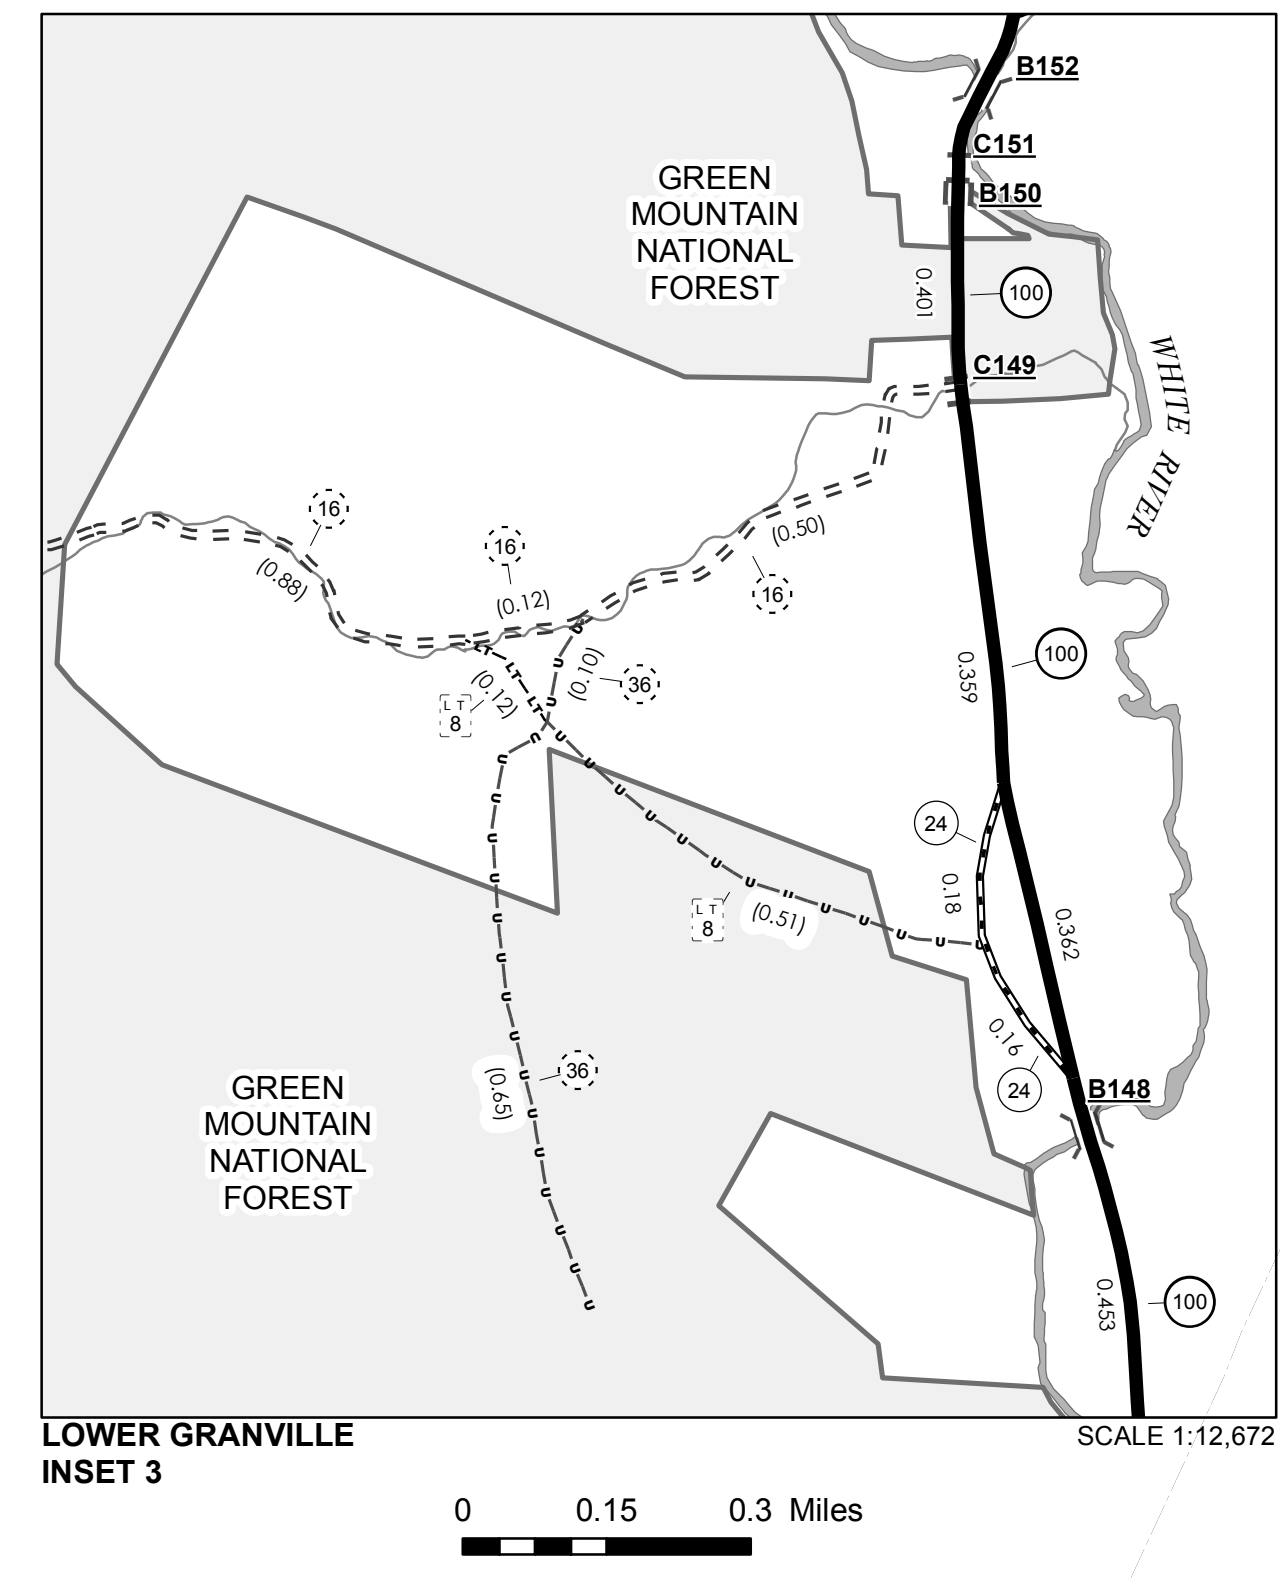 B152
C151
GREEN
MOUNTAIN
NATIONAL
FOREST
B150
0.401
100
C149
WHITE RIVER
16
16
(0.50)
(0.88)
16
(0.12)
100
0.359
(0.10)
36
(0.12)
L T
8
U U U U U U U U U U U U U U U U
LT LT LT
24
0.18
L T
8
(0.51)
0.362
0.16
24
B148
36
(0.65)
GREEN
MOUNTAIN
NATIONAL
FOREST
0.453
100
LOWER GRANVILLE
INSET 3
SCALE 1:12,672
0 0.15 0.3 Miles